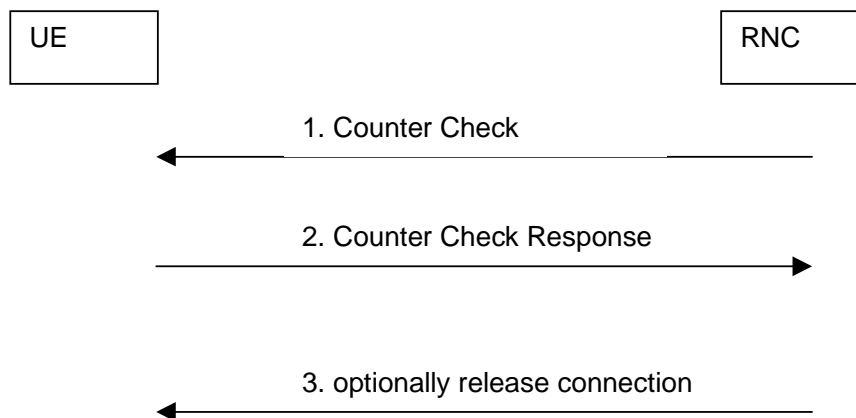 UE
RNC
1. Counter Check
2. Counter Check Response
3. optionally release connection